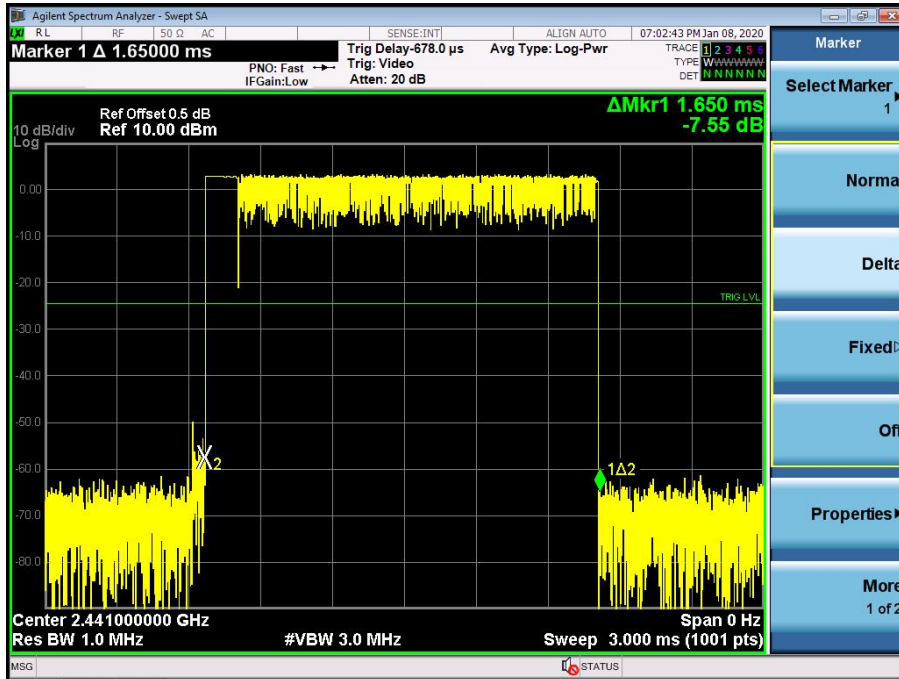 Agilent Spectrum Analyzer - Swept SA
LXI RL RF 50 Ω AC SENSE:INT ALIGN AUTO 07:02:43 PM Jan 08, 2020
Marker 1 Δ 1.65000 ms
PNO: Fast
IFGain:Low
Trig Delay-678.0 µs
Trig: Video
Atten: 20 dB
Avg Type: Log-Pwr
TRACE 1 2 3 4 5 6
TYPE WWWWWW
DET N N N N N N
ΔMkr1 1.650 ms
-7.55 dB
Ref Offset 0.5 dB
10 dB/div Ref 10.00 dBm
Log
0.00
-10.0
-20.0
TRIG LVL
-30.0
-40.0
-50.0
2
-60.0
1Δ2
-70.0
-80.0
Center 2.441000000 GHz Span 0 Hz
Res BW 1.0 MHz #VBW 3.0 MHz Sweep 3.000 ms (1001 pts)
MSG STATUS
Marker
Select Marker
1
Norma
Delta
Fixed
Off
Properties
More
1 of 2